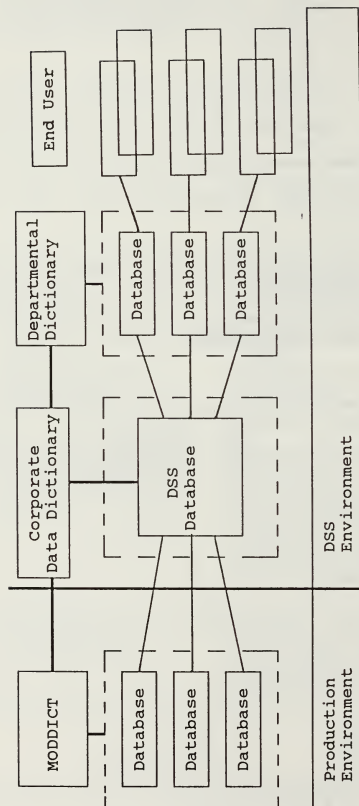 MODDICT
Corporate
Data Dictionary
Departmental
Dictionary
End User
Database
Database
Database
DSS
Database
Database
Database
Database
Production
Environment
DSS
Environment